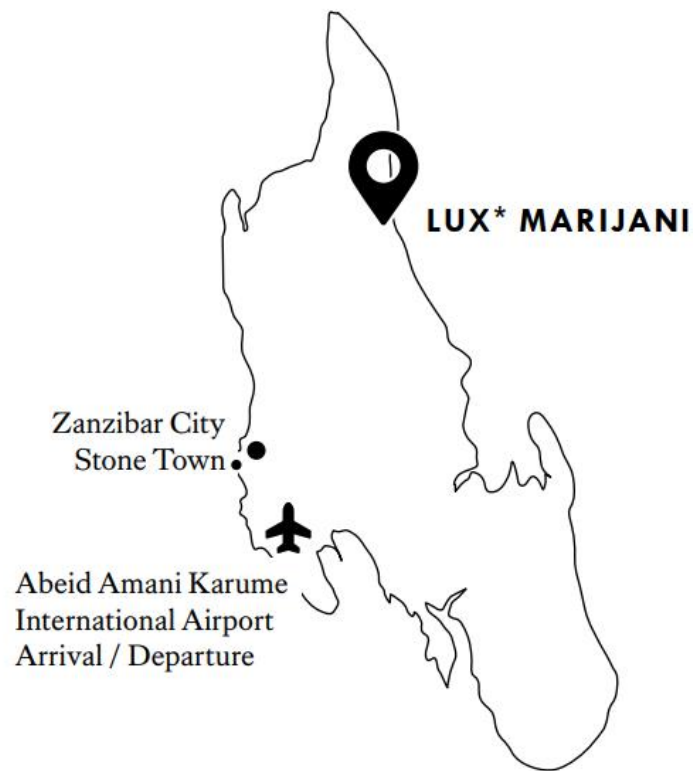 LUX* MARIJANI
Zanzibar City
Stone Town
Abeid Amani Karume
International Airport
Arrival / Departure